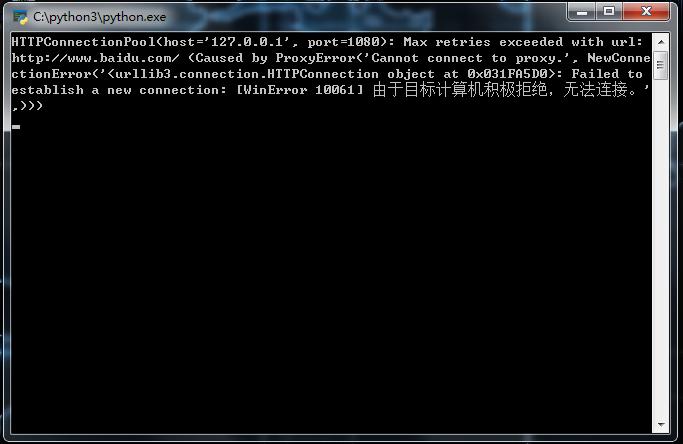 C:\python3\python.exe
HTTPConnectionPool(host='127.0.0.1', port=1080): Max retries exceeded with url:
http://www.baidu.com/ (Caused by ProxyError('Cannot connect to proxy.', NewConne
ctionError('<urllib3.connection.HTTPConnection object at 0x031FA5D0>: Failed to
establish a new connection: [WinError 10061] 由于目标计算机积极拒绝，无法连接。'
,)))